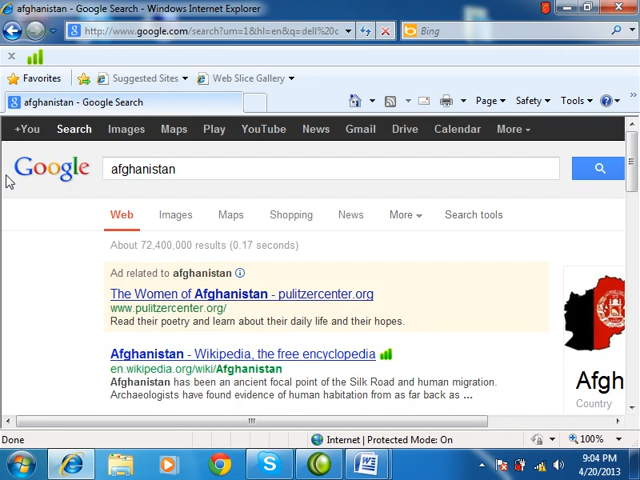 afghanistan - Google Search - Windows Internet Explorer
http://www.google.com/search?um=1&hl=en&q=dell%20c
Bing
Favorites
Suggested Sites
Web Slice Gallery
afghanistan - Google Search
Page
Safety
Tools
+You Search Images Maps Play YouTube News Gmail Drive Calendar More
Google
afghanistan
Web Images Maps Shopping News More Search tools
About 72,400,000 results (0.17 seconds)
Ad related to afghanistan
The Women of Afghanistan - pulitzercenter.org
www.pulitzercenter.org/
Read their poetry and learn about their daily life and their hopes.
Afghanistan - Wikipedia, the free encyclopedia
en.wikipedia.org/wiki/Afghanistan
Afghanistan has been an ancient focal point of the Silk Road and human migration.
Archaeologists have found evidence of human habitation from as far back as ...
Afgh
Country
Done
Internet | Protected Mode: On
100%
9:04 PM
4/20/2013